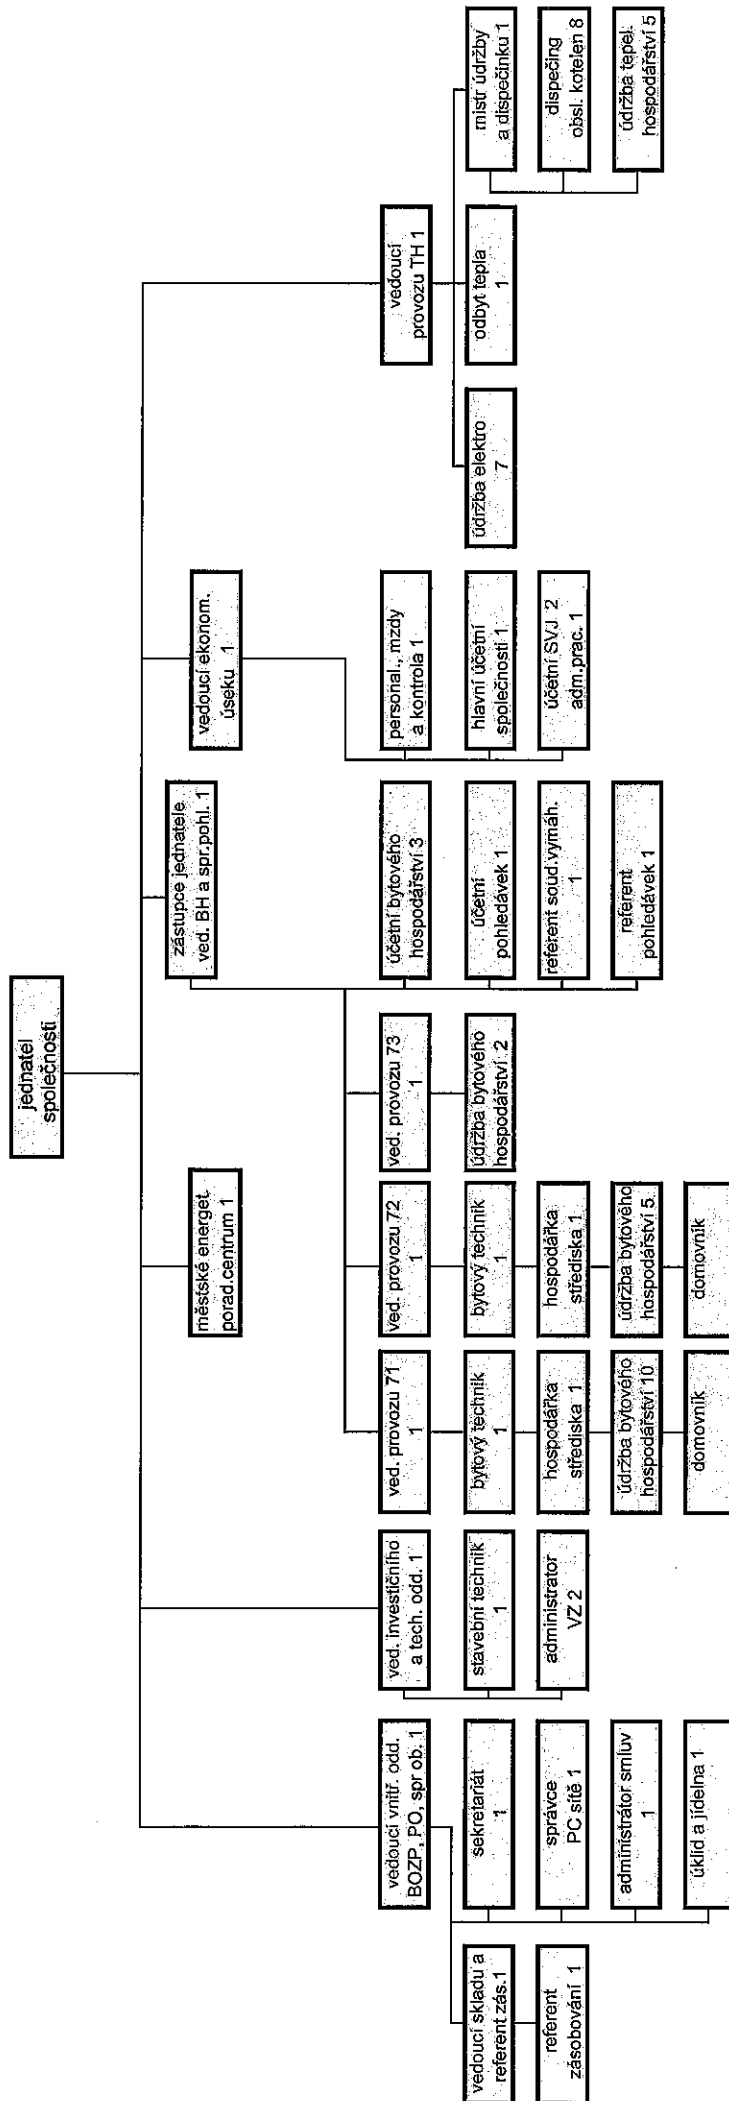 jednatel
společnosti
městské energet.
porad.centrum 1
zástupce jednatele
ved. BH a spr.pohl. 1
vedoucí ekonom.
úseku 1
vedoucí vnitř. odd.
BOZP, PO, spr ob. 1
ved. investičního
a tech. odd. 1
ved. provozu 71
1
ved. provozu 72
1
ved. provozu 73
1
účetní bytového
hospodářství 3
personal., mzdy
a kontrola 1
vedoucí
provozu TH 1
vedoucí skladu a
referent zás.1
sekretariát
1
stavební technik
1
bytový technik
1
bytový technik
1
údržba bytového
hospodářství 2
účetní
pohledávek 1
hlavní účetní
společnosti 1
údržba elektro
7
odbyt tepla
1
mistr údržby
a dispečinku 1
referent
zásobování 1
správce
PC sítě 1
administrator
VZ 2
hospodářka
střediska 1
hospodářka
střediska 1
referent soud.vymáh.
1
účetní SVJ 2
adm.prac. 1
dispečing
obsl. kotelen 8
administrátor smluv
1
údržba bytového
hospodářství 10
údržba bytového
hospodářství 5
referent
pohledávek 1
údržba tepel.
hospodářství 5
úklid a jídelna 1
domovník
domovník